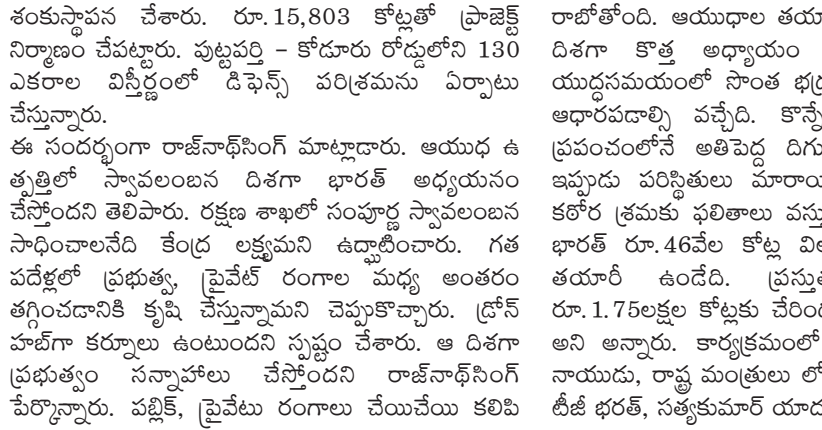 శంకుస్థాపన చేశారు. రూ.15,803 కోట్లతో ప్రాజెక్ట్
నిర్మాణం చేపట్టారు. పుట్టపర్తి – కోడూరు రోడ్డులోని 130
ఎకరాల విస్తీర్ణంలో డిఫెన్స్ పరిశ్రమను ఏర్పాటు
చేస్తున్నారు.
ఈ సందర్భంగా రాజ్‌నాథ్‌సింగ్ మాట్లాడారు. ఆయుధ ఉ
త్పత్తిలో స్వావలంబన దిశగా భారత్ అధ్యయనం
చేస్తోందని తెలిపారు. రక్షణ శాఖలో సంపూర్ణ స్వావలంబన
సాధించాలనేది కేంద్ర లక్ష్యమని ఉద్ఘాటించారు. గత
పదేళ్లలో ప్రభుత్వ, ప్రైవేట్ రంగాల మధ్య అంతరం
తగ్గించడానికి కృషి చేస్తున్నామని చెప్పుకొచ్చారు. డ్రోన్
హబ్‌గా కర్నూలు ఉంటుందని స్పష్టం చేశారు. ఆ దిశగా
ప్రభుత్వం సన్నాహాలు చేస్తోందని రాజ్‌నాథ్‌సింగ్
పేర్కొన్నారు. పబ్లిక్, ప్రైవేటు రంగాలు చేయిచేయి కలిపి
రాబోతోంది. ఆయుధాల తయా
దిశగా కొత్త అధ్యాయం
యుద్ధసమయంలో సొంత భద్ర
ఆధారపడాల్సి వచ్చేది. కొన్నే
ప్రపంచంలోనే అతిపెద్ద దిగు
ఇప్పుడు పరిస్థితులు మారాయి
కఠోర శ్రమకు ఫలితాలు వస్తు
భారత్ రూ.46వేల కోట్ల విల
తయారీ ఉండేది. ప్రస్తుత
రూ.1.75లక్షల కోట్లకు చేరింది
అని అన్నారు. కార్యక్రమంలో
నాయుడు, రాష్ట్ర మంత్రులు లో
టీజీ భరత్, సత్యకుమార్ యాద